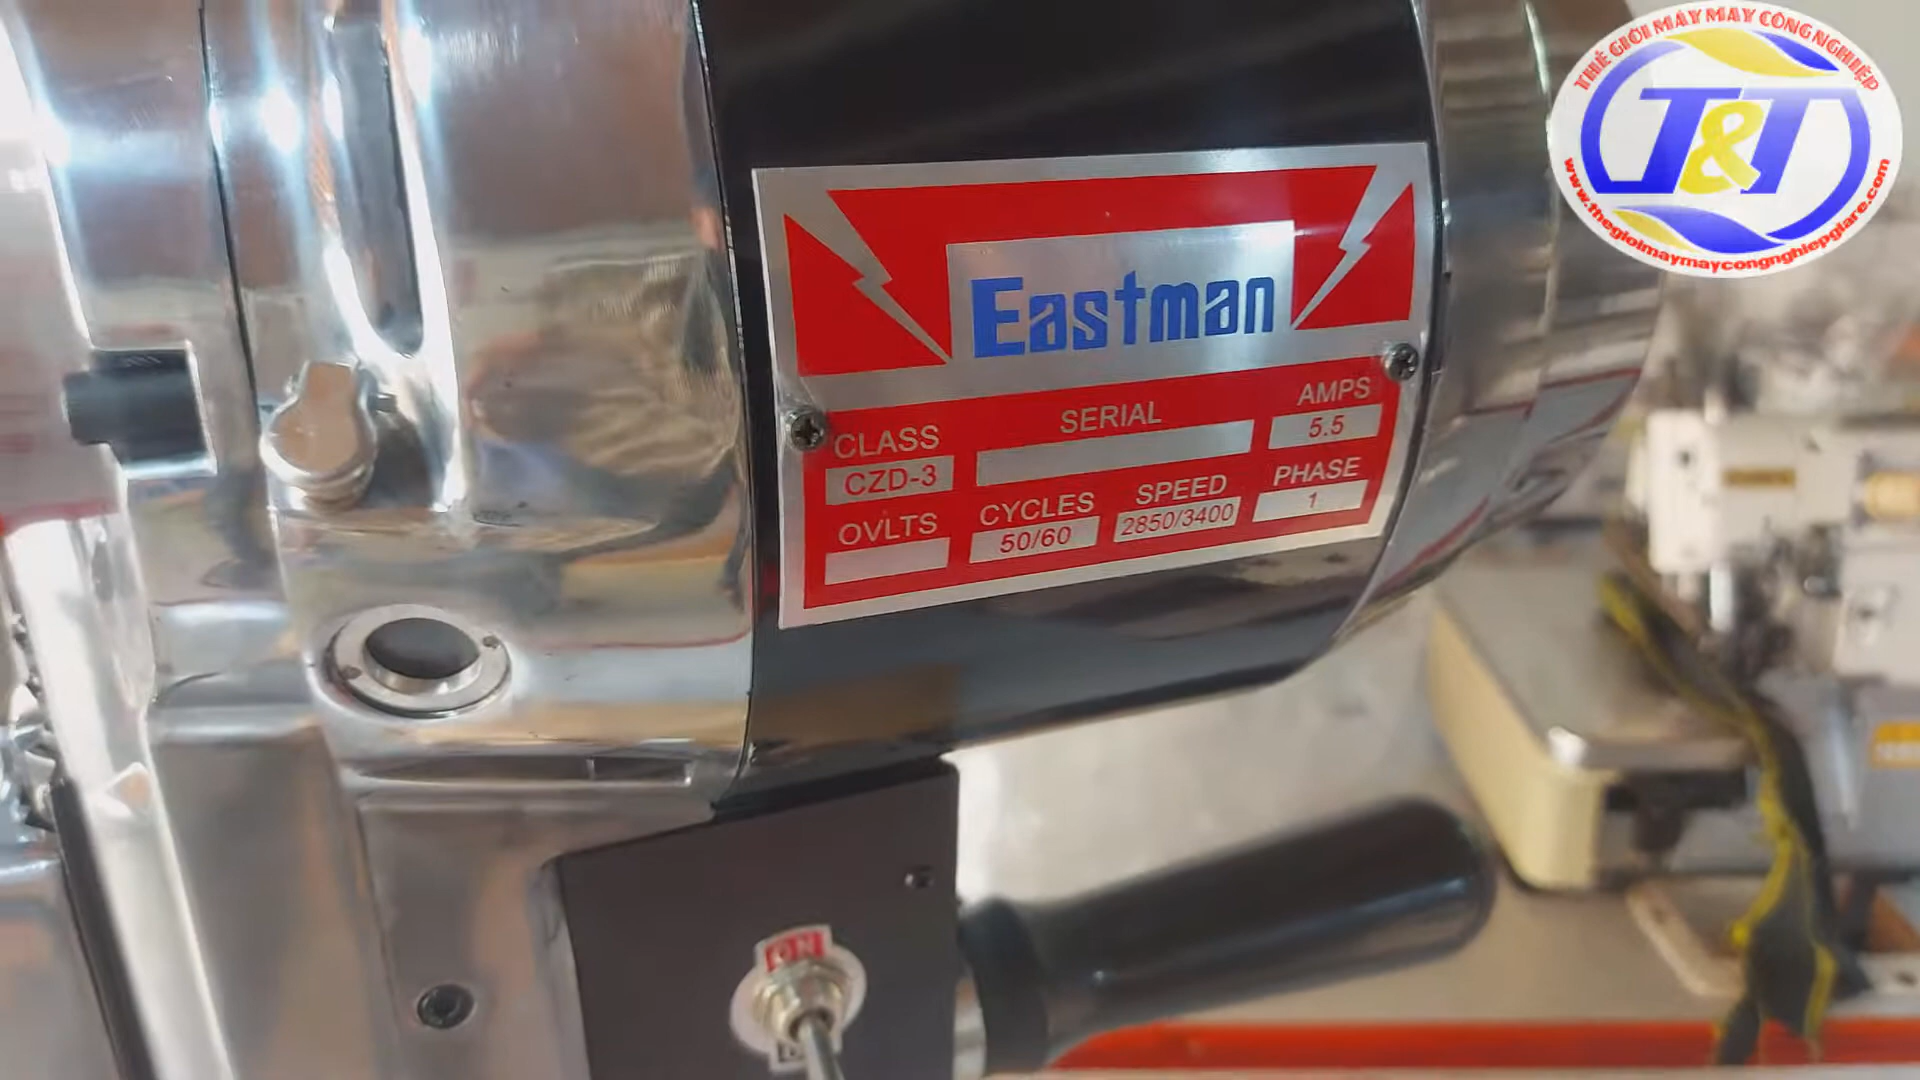 THẾ GIỚI MÁY MAY CÔNG NGHIỆP
T&T
www.thegioimaymaycongnghiepgiare.com
Eastman
CLASS SERIAL AMPS
CZD-3 5.5
OVLTS CYCLES SPEED PHASE
50/60 2850/3400 1
ON